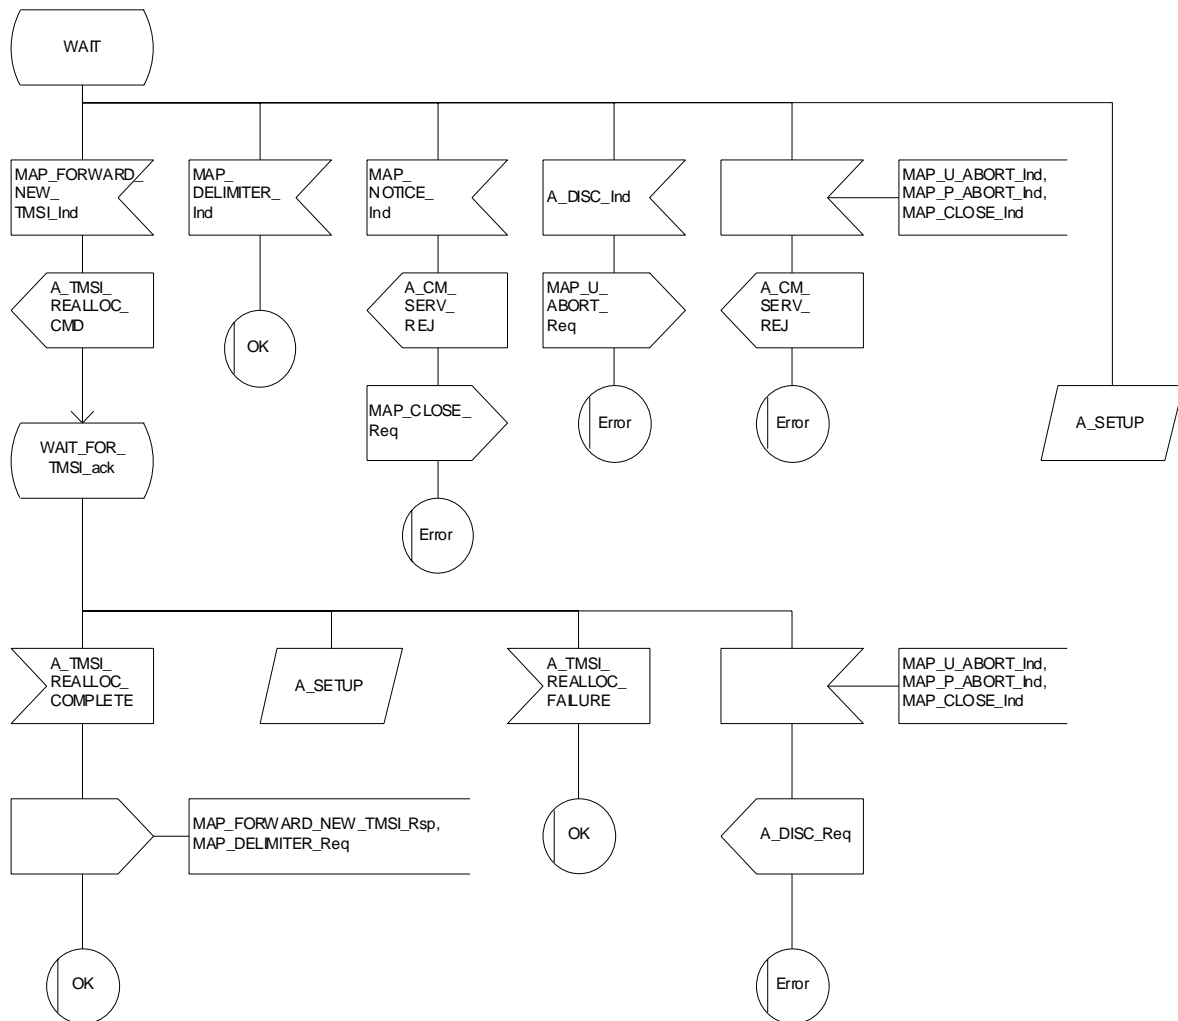 WAIT
MAP_FORWARD_
NEW_
TMSI_Ind
MAP_
DELIMITER_
Ind
MAP_
NOTICE_
Ind
A_DISC_Ind
MAP_U_ABORT_Ind,
MAP_P_ABORT_Ind,
MAP_CLOSE_Ind
A_TMSI_
REALLOC_
CMD
OK
A_CM_
SERV_
REJ
MAP_U_
ABORT_
Req
A_CM_
SERV_
REJ
MAP_CLOSE_
Req
Error
Error
A_SETUP
WAIT_FOR_
TMSI_ack
Error
A_TMSI_
REALLOC_
COMPLETE
A_SETUP
A_TMSI_
REALLOC_
FAILURE
MAP_U_ABORT_Ind,
MAP_P_ABORT_Ind,
MAP_CLOSE_Ind
MAP_FORWARD_NEW_TMSI_Rsp,
MAP_DELIMITER_Req
OK
A_DISC_Req
OK
Error